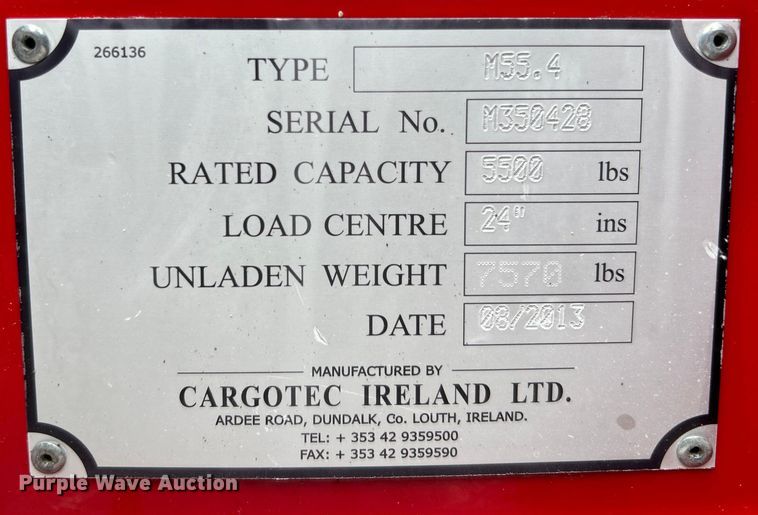 266136
TYPE M55.4
SERIAL No. M350428
RATED CAPACITY 5500 lbs
LOAD CENTRE 24" ins
UNLADEN WEIGHT 7570 lbs
DATE 08/2013
MANUFACTURED BY
CARGOTEC IRELAND LTD.
ARDEE ROAD, DUNDALK, Co. LOUTH, IRELAND.
TEL: + 353 42 9359500
FAX: + 353 42 9359590
Purple Wave Auction